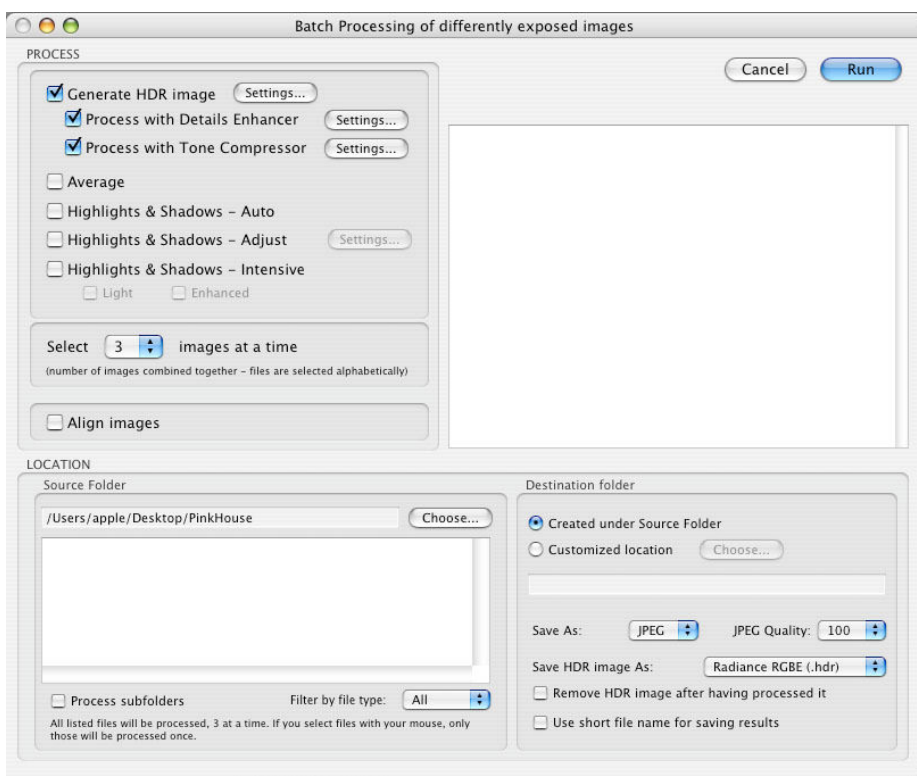 Batch Processing of differently exposed images
PROCESS
Cancel
Run
Generate HDR image
Settings...
Process with Details Enhancer
Settings...
Process with Tone Compressor
Settings...
Average
Highlights & Shadows – Auto
Highlights & Shadows – Adjust
Settings...
Highlights & Shadows – Intensive
Light
Enhanced
Select 3 images at a time
(number of images combined together – files are selected alphabetically)
Align images
LOCATION
Source Folder
/Users/apple/Desktop/PinkHouse
Choose...
Process subfolders
Filter by file type: All
All listed files will be processed, 3 at a time. If you select files with your mouse, only
those will be processed once.
Destination folder
Created under Source Folder
Customized location
Choose...
Save As: JPEG
JPEG Quality: 100
Save HDR image As: Radiance RGBE (.hdr)
Remove HDR image after having processed it
Use short file name for saving results